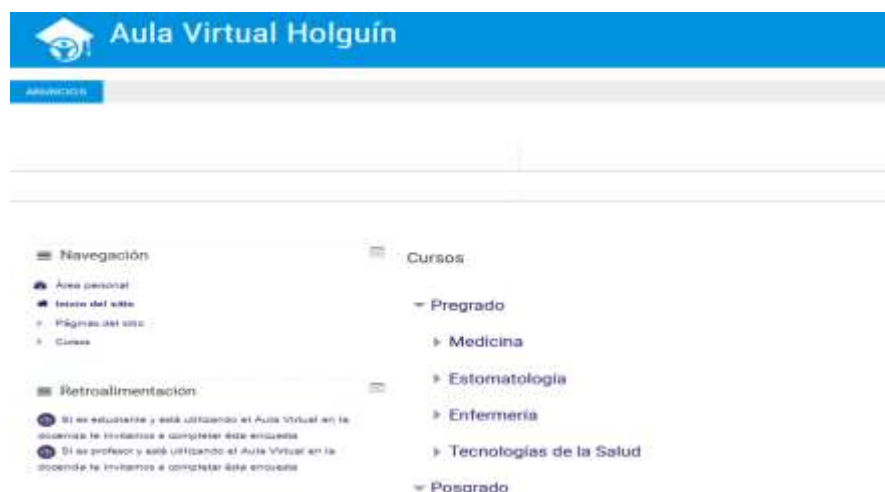 Aula Virtual Holguín
ANUNCIOS
Navegación
Área personal
Inicio del sitio
Páginas del sitio
Cursos
Retroalimentación
Si es estudiante y está utilizando el Aula Virtual en la
docencia te invitamos a completar ésta encuesta
Si es profesor y está utilizando el Aula Virtual en la
docencia te invitamos a completar ésta encuesta
Cursos
Pregrado
Medicina
Estomatología
Enfermería
Tecnologías de la Salud
Posgrado